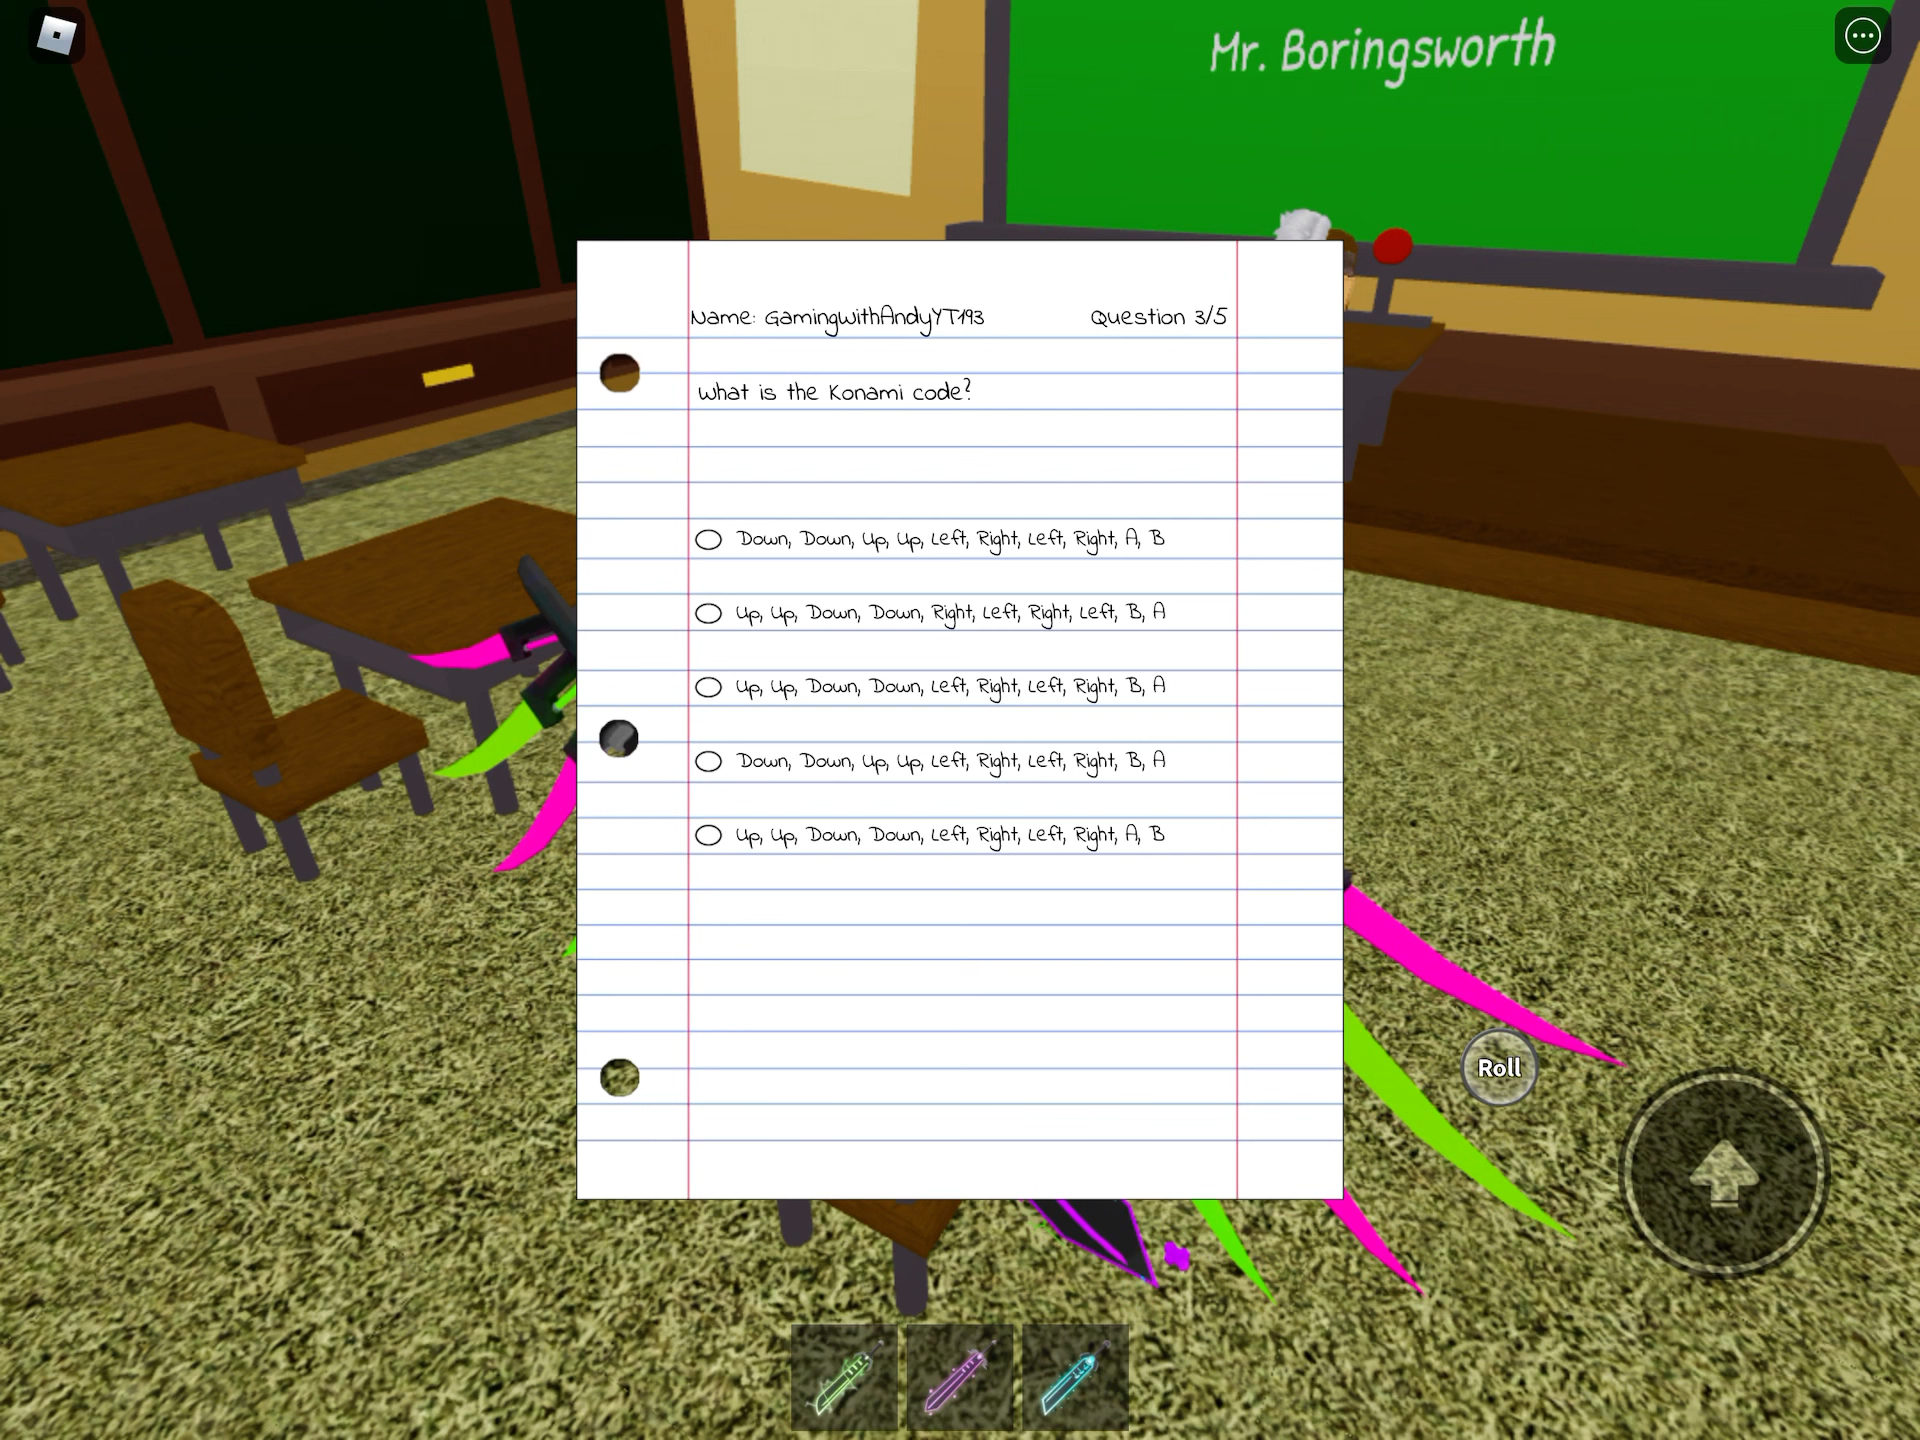 Mr. Boringsworth
Name: GamingwithAndyYT193
Question 3/5
What is the Konami code?
Down, Down, Up, Up, Left, Right, Left, Right, A, B
Up, Up, Down, Down, Right, Left, Right, Left, B, A
Up, Up, Down, Down, Left, Right, Left, Right, B, A
Down, Down, Up, Up, Left, Right, Left, Right, B, A
Up, Up, Down, Down, Left, Right, Left, Right, A, B
Roll